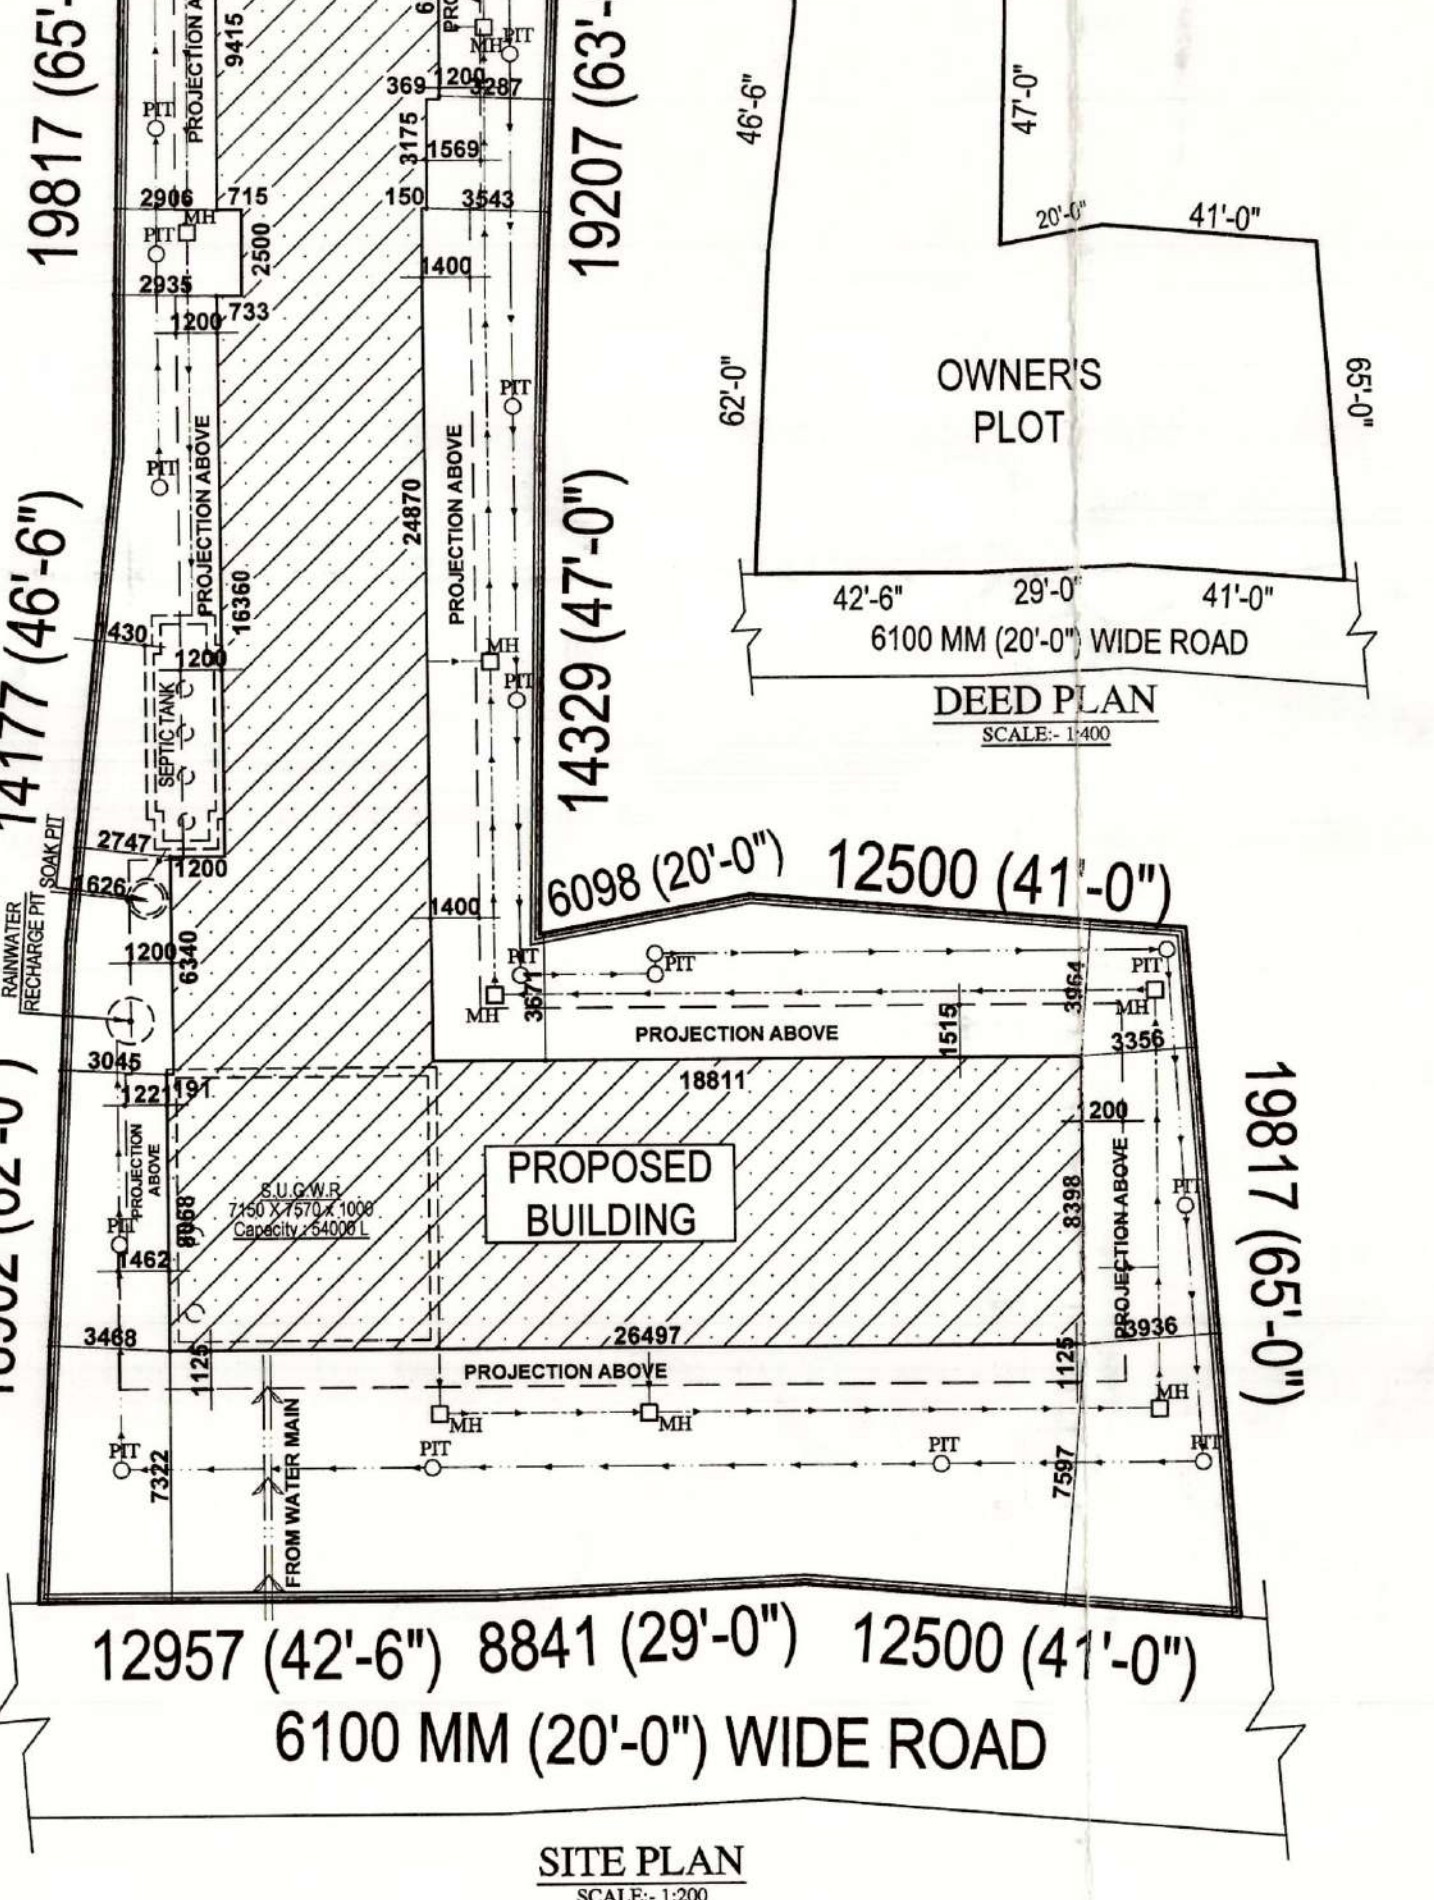 19817 (65'-
PROJECTION A
9415
PIT
2906
715
MH
PIT
2500
2935
733
1200
PIT
PROJECTION ABOVE
16360
14177 (46'-6")
1430
1200
SEPTIC TANK
2747
1200
SOAK PIT
1626
RAINWATER
RECHARGE PIT
1200
6340
3045
1221
191
PROJECTION
ABOVE
PIT
8068
1462
3468
1125
PIT
7322
MH
PIT
1200
369
3287
3175
1569
150
3543
1400
19207 (63'-
PIT
24870
PROJECTION ABOVE
MH
PIT
14329 (47'-0")
1400
6098 (20'-0")
12500 (41'-0")
PIT
PIT
3671
MH
PROJECTION ABOVE
1515
3964
PIT
MH
3356
18811
1200
PROPOSED
BUILDING
S.U.G.W.R
7150 X 7570 X 1000
Capacity : 54000 L
8398
PROJECTION ABOVE
PIT
19817 (65'-0")
3936
26497
PROJECTION ABOVE
1125
MH
MH
MH
PIT
PIT
PIT
7597
FROM WATER MAIN
12957 (42'-6")
8841 (29'-0")
12500 (41'-0")
6100 MM (20'-0") WIDE ROAD
SITE PLAN
SCALE:- 1:200
46'-6"
47'-0"
20'-0"
41'-0"
62'-0"
OWNER'S
PLOT
65'-0"
42'-6"
29'-0"
41'-0"
6100 MM (20'-0") WIDE ROAD
DEED PLAN
SCALE:- 1:400